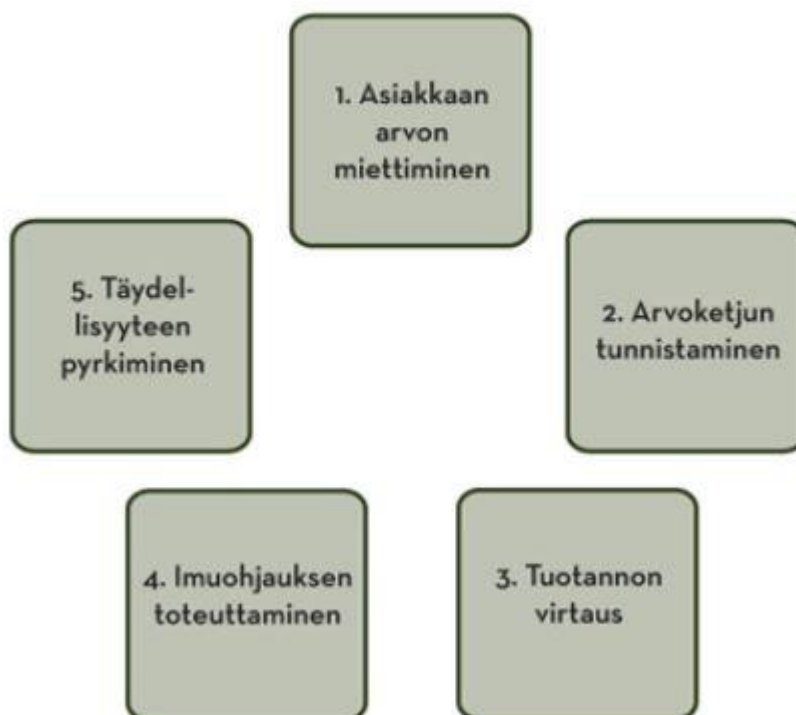 1. Asiakkaan
arvon
miettiminen
2. Arvoketjun
tunnistaminen
3. Tuotannon
virtaus
4. Imuohjauksen
toteuttaminen
5. Täydel-
lisyyteen
pyrkiminen